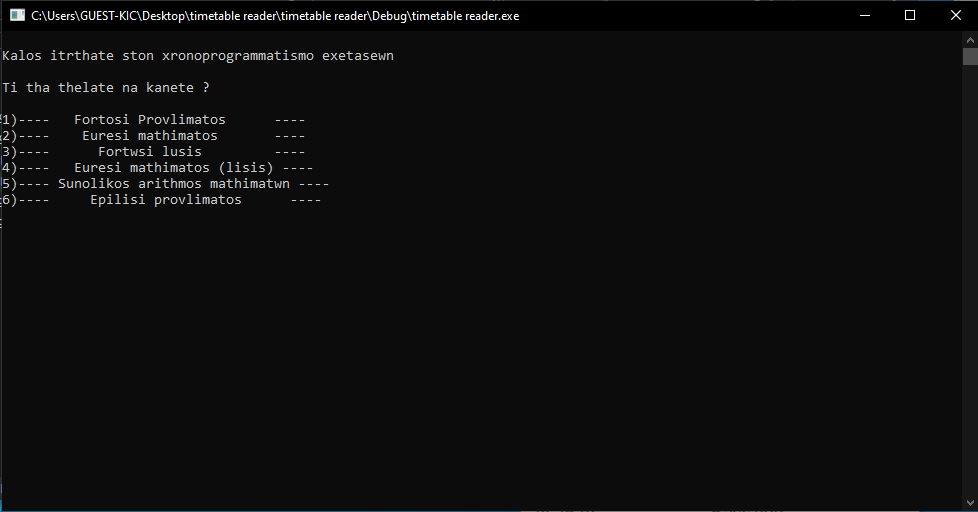 C:\Users\GUEST-KIC\Desktop\timetable reader\timetable reader\Debug\timetable reader.exe
Kalos itrthate ston xronoprogrammatismo exetasewn
Ti tha thelate na kanete ?
1)----   Fortosi Provlimatos      ----
2)----    Euresi mathimatos       ----
3)----      Fortwsi lusis         ----
4)----   Euresi mathimatos (lisis) ----
5)---- Sunolikos arithmos mathimatwn ----
6)----     Epilisi provlimatos      ----